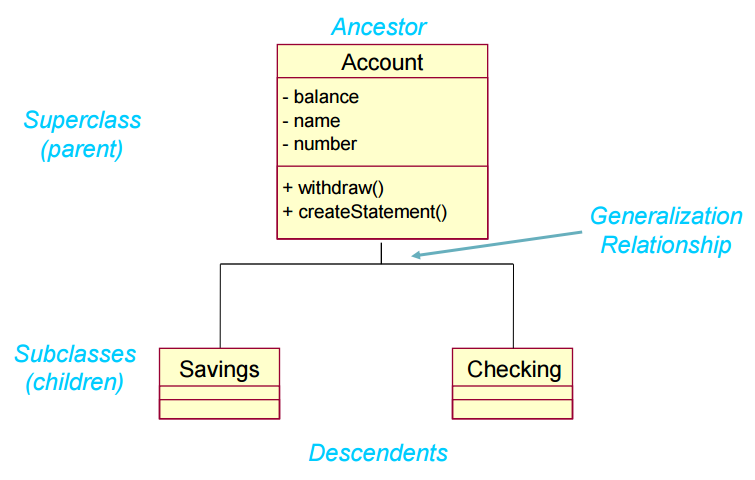 Ancestor
Account
Superclass
(parent)
- balance
- name
- number
+ withdraw()
+ createStatement()
Generalization
Relationship
Subclasses
(children)
Savings
Checking
Descendents